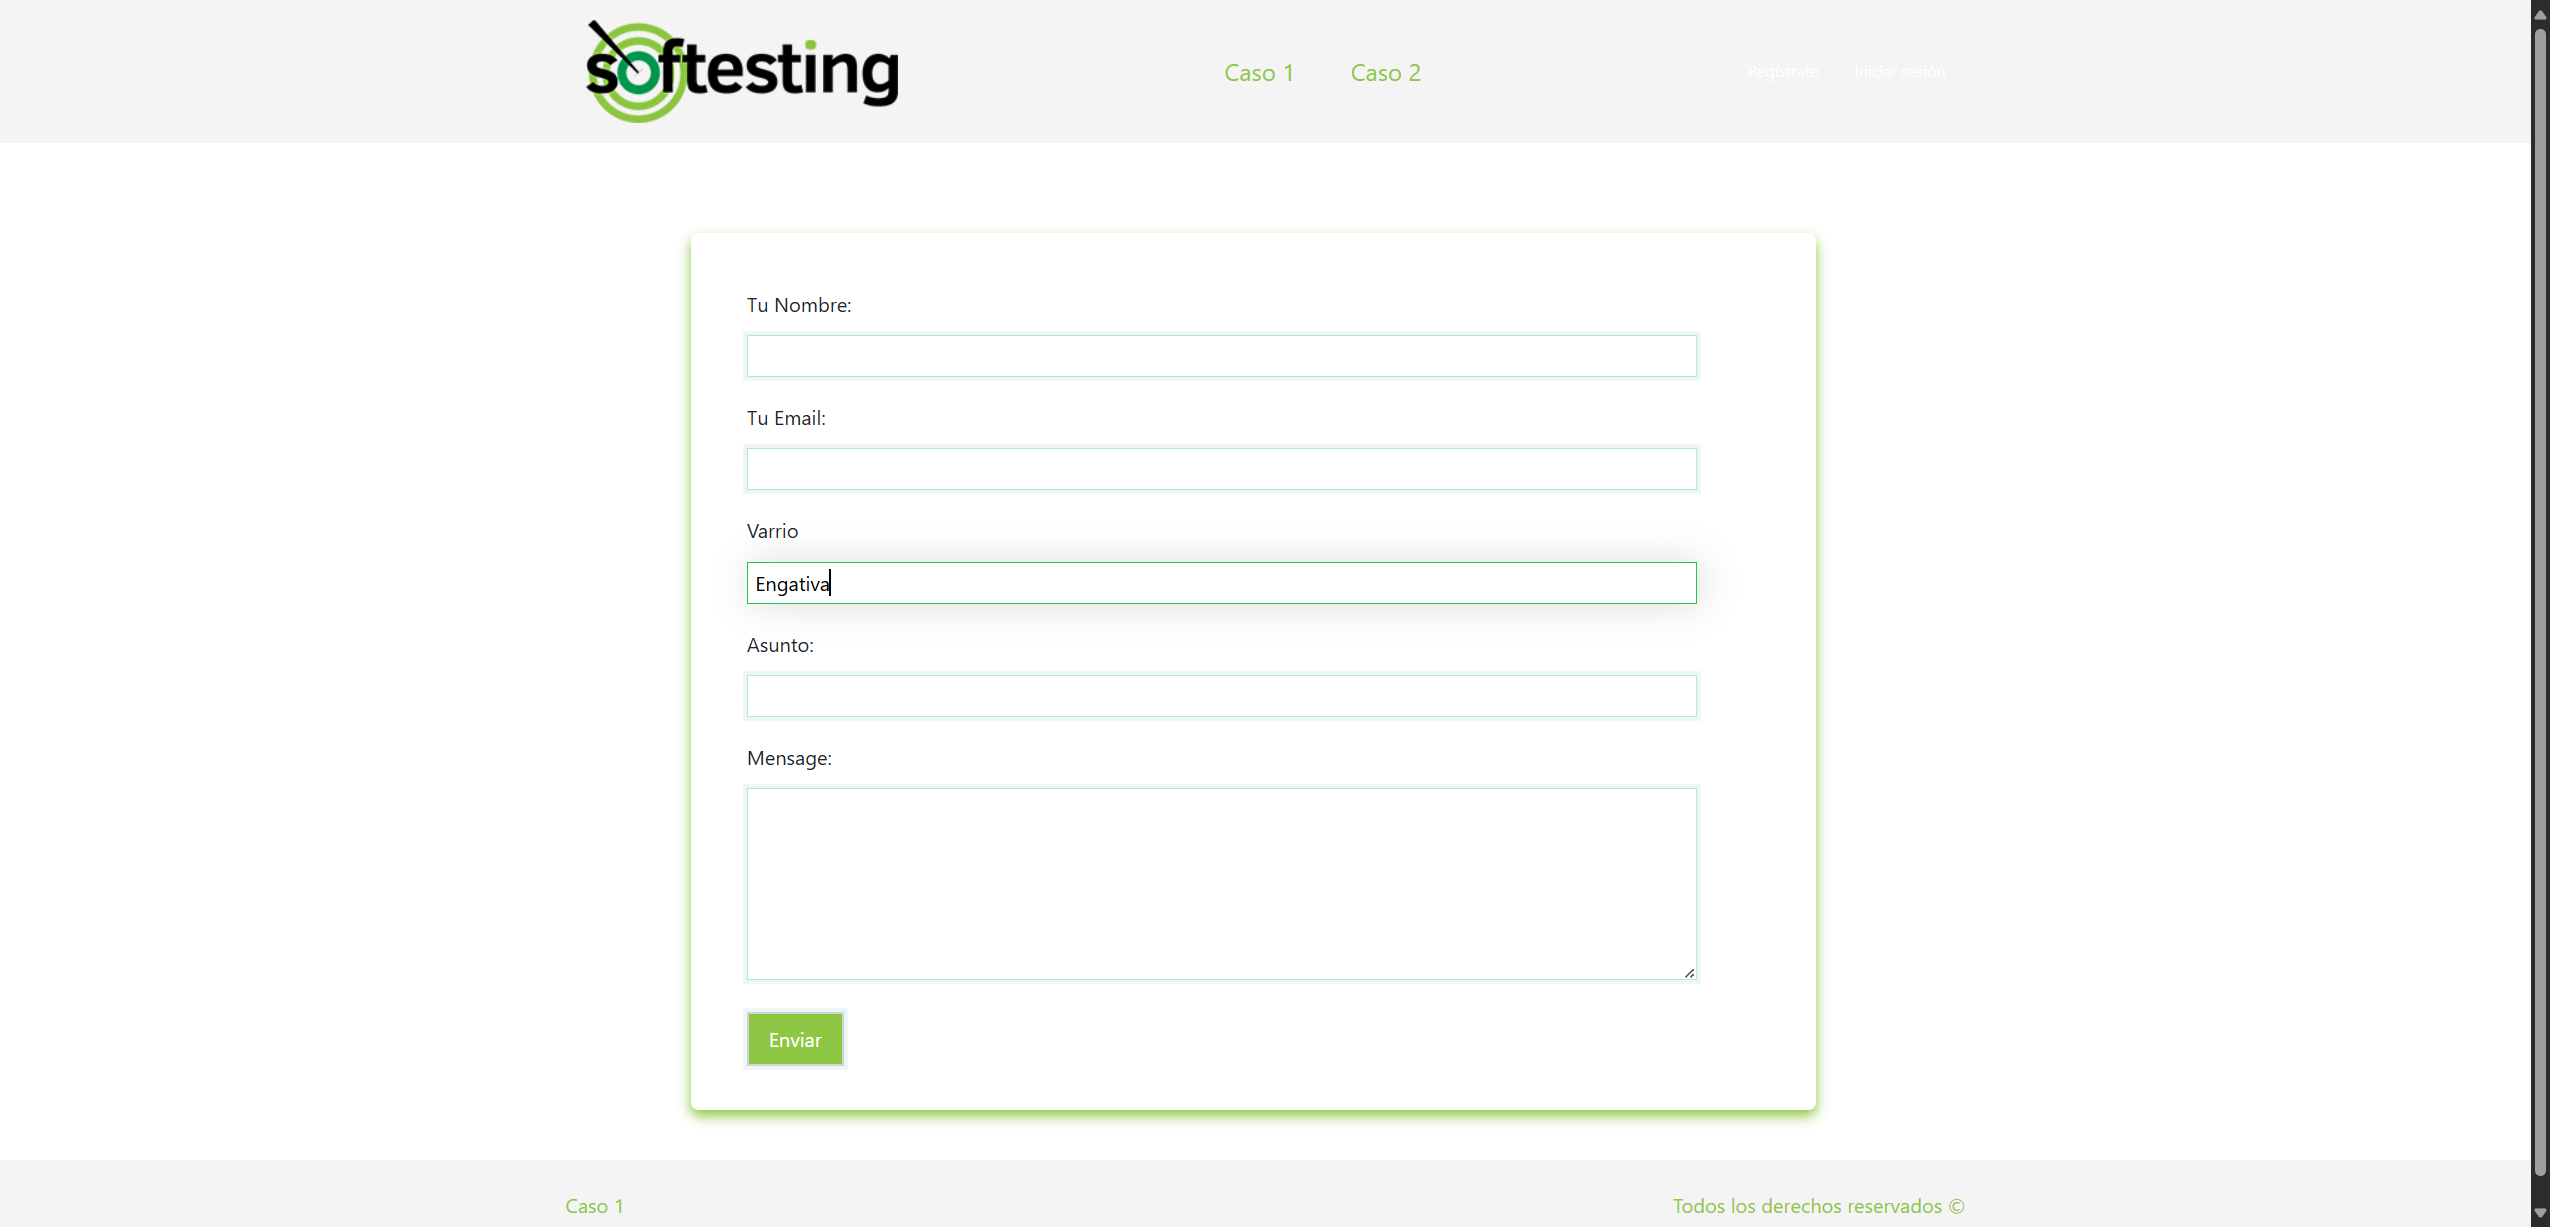 softesting
Caso 1
Caso 2
Regístrate
Iniciar sesión
Tu Nombre:
Tu Email:
Varrio
Engativa
Asunto:
Mensage:
Enviar
Caso 1
Todos los derechos reservados ©